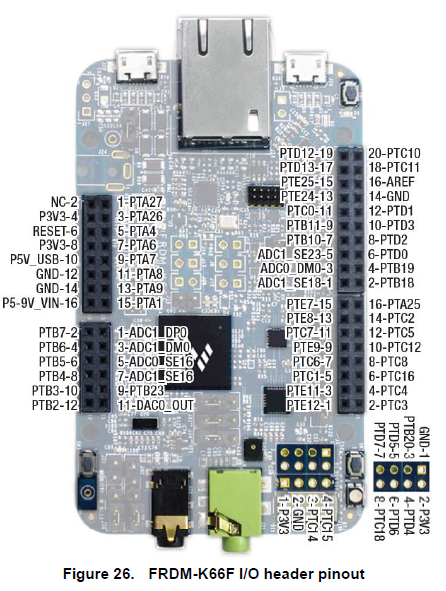 PTD12-19 20-PTC10
PTD13-17 18-PTC11
PTE25-15 16-AREF
PTE24-13 14-GND
PTC0-11 12-PTD1
PTB11-9 10-PTD3
PTB10-7 8-PTD2
ADC1_SE23-5 6-PTD0
ADC0_DM0-3 4-PTB19
ADC1_SE18-1 2-PTB18
NC-2 1-PTA27
P3V3-4 3-PTA26
RESET-6 5-PTA4
P3V3-8 7-PTA6
P5V_USB-10 9-PTA7
GND-12 11-PTA8
GND-14 13-PTA9
P5-9V_VIN-16 15-PTA1
PTE7-15 16-PTA25
PTE8-13 14-PTC2
PTC7-11 12-PTC5
PTE9-9 10-PTC12
PTC6-7 8-PTC8
PTC1-5 6-PTC16
PTE11-3 4-PTC4
PTE12-1 2-PTC3
PTB7-2 1-ADC1_DP0
PTB6-4 3-ADC1_DM0
PTB5-6 5-ADC0_SE16
PTB4-8 7-ADC1_SE16
PTB3-10 9-PTB23
PTB2-12 11-DAC0_OUT
1-P3V3
2-GND
3-PTC14
4-PTC15
PTD7-7
PTD5-5
PTB20-3
GND-1
8-PTC18
6-PTD6
4-PTD4
2-P3V3
Figure 26. FRDM-K66F I/O header pinout